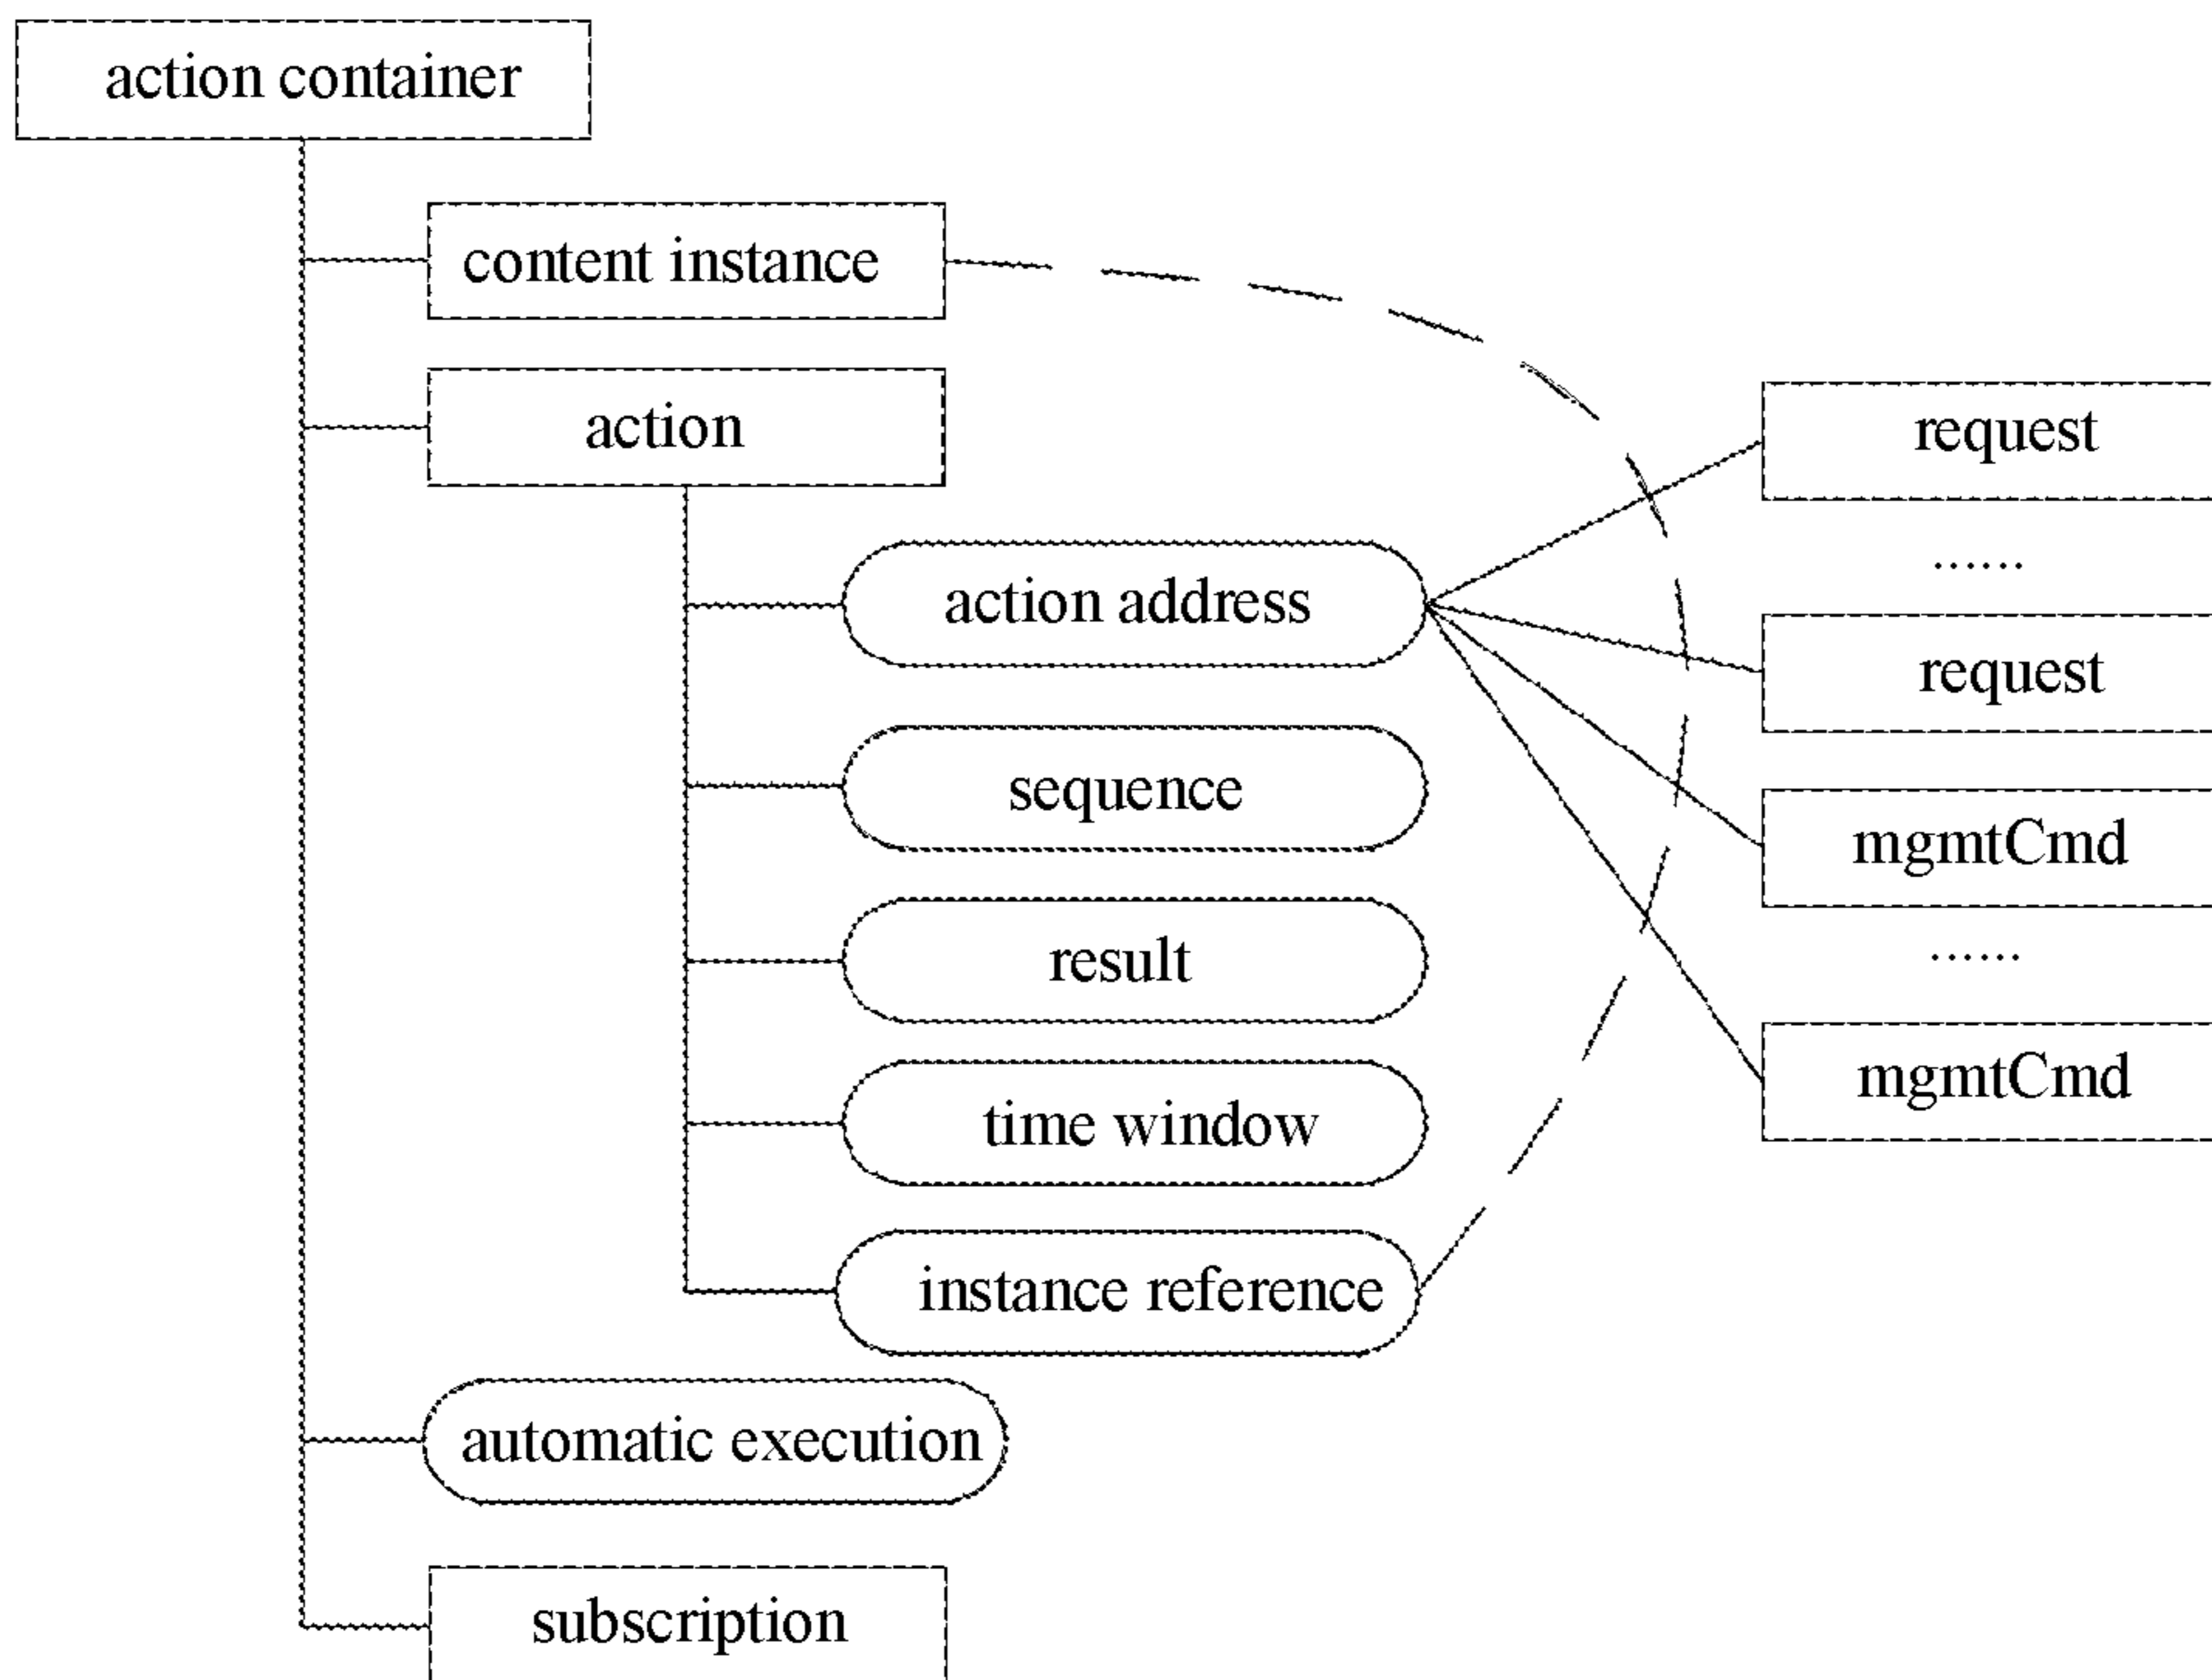 action container
content instance
action
request
......
action address
request
sequence
mgmtCmd
result
......
time window
mgmtCmd
instance reference
automatic execution
subscription